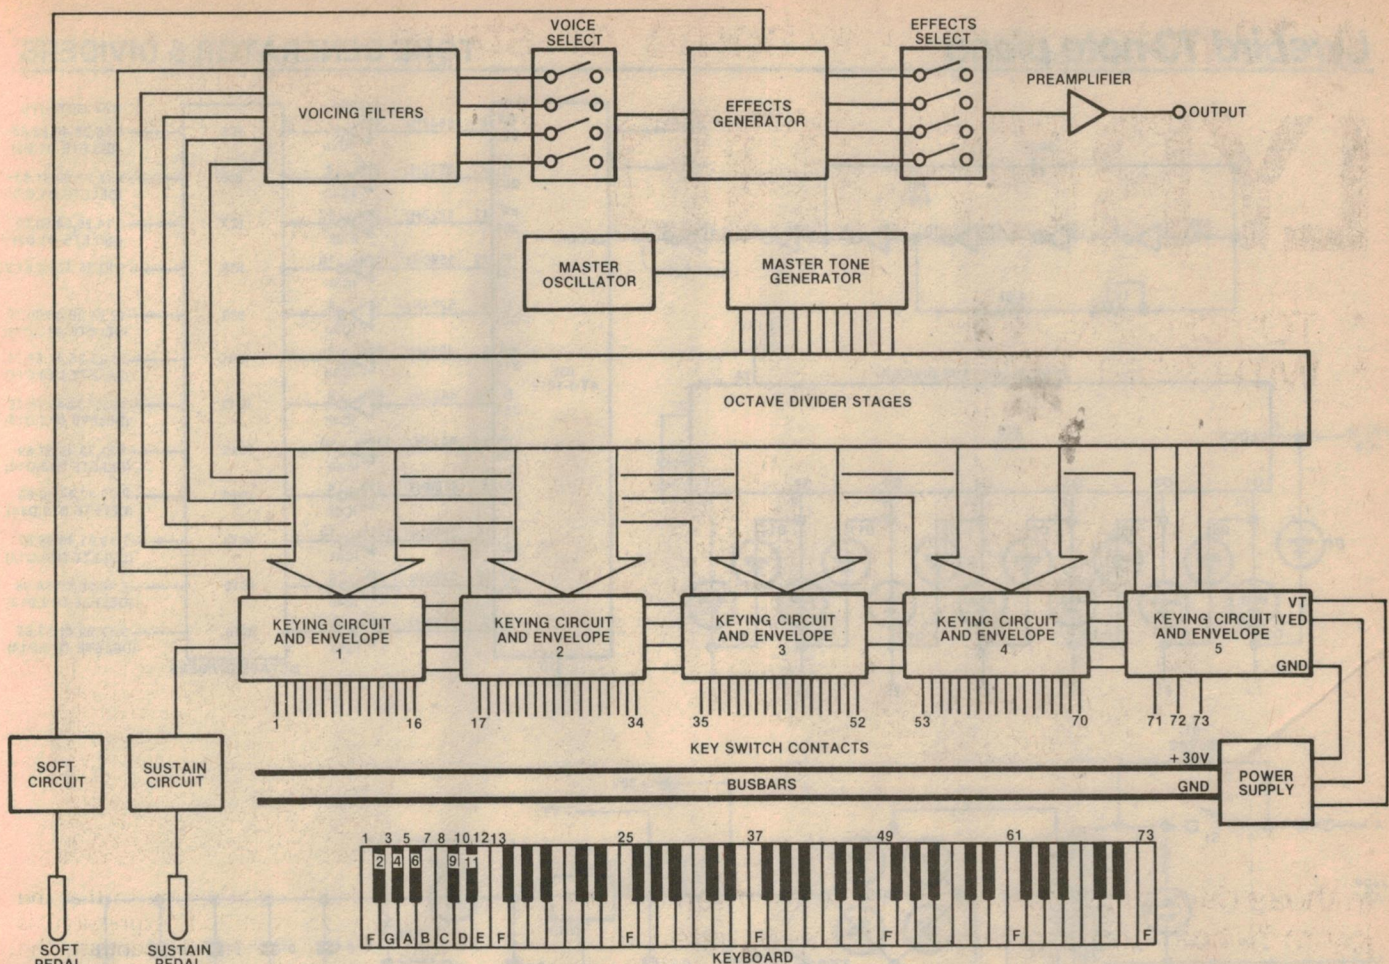 VOICE
SELECT
EFFECTS
SELECT
VOICING FILTERS
EFFECTS
GENERATOR
PREAMPLIFIER
OUTPUT
MASTER
OSCILLATOR
MASTER TONE
GENERATOR
OCTAVE DIVIDER STAGES
KEYING CIRCUIT
AND ENVELOPE
1
KEYING CIRCUIT
AND ENVELOPE
2
KEYING CIRCUIT
AND ENVELOPE
3
KEYING CIRCUIT
AND ENVELOPE
4
KEYING CIRCUIT
AND ENVELOPE
5
VT
VED
GND
1 16 17 34 35 52 53 70 71 72 73
KEY SWITCH CONTACTS
SOFT
CIRCUIT
SUSTAIN
CIRCUIT
+30V
BUSBARS
GND
POWER
SUPPLY
1 3 5 7 8 10 12 13 25 37 49 61 73
2 4 6 9 11
F G A B C D E F F F F F F
KEYBOARD
SOFT
PEDAL
SUSTAIN
PEDAL